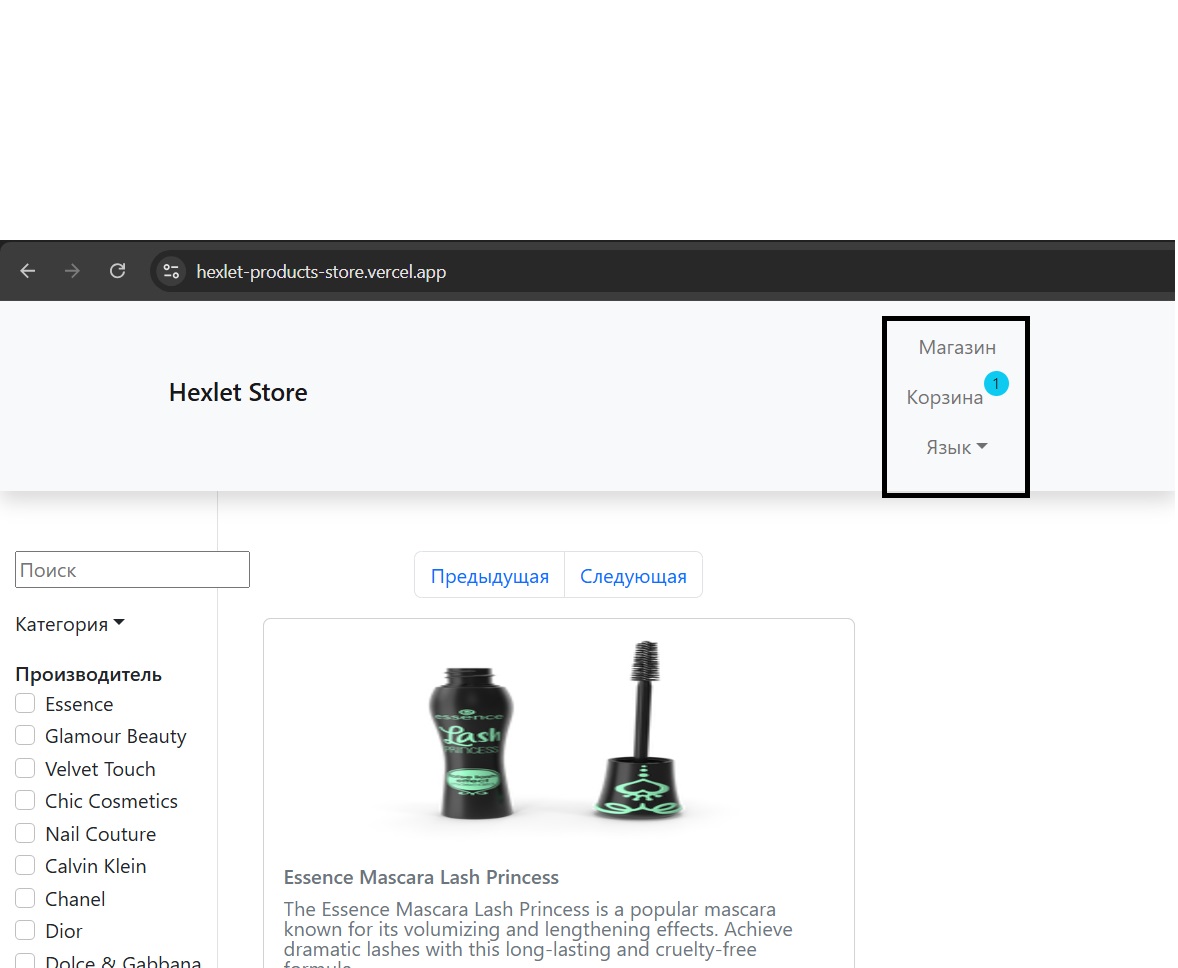 hexlet-products-store.vercel.app
Магазин
Hexlet Store
Корзина 1
Язык
Поиск
Предыдущая Следующая
Категория
Производитель
Essence
Glamour Beauty
Velvet Touch
Chic Cosmetics
Nail Couture
Calvin Klein
Chanel
Dior
Dolce & Gabbana
essence
Lash
PRINCESS
Essence Mascara Lash Princess
The Essence Mascara Lash Princess is a popular mascara
known for its volumizing and lengthening effects. Achieve
dramatic lashes with this long-lasting and cruelty-free
formula.